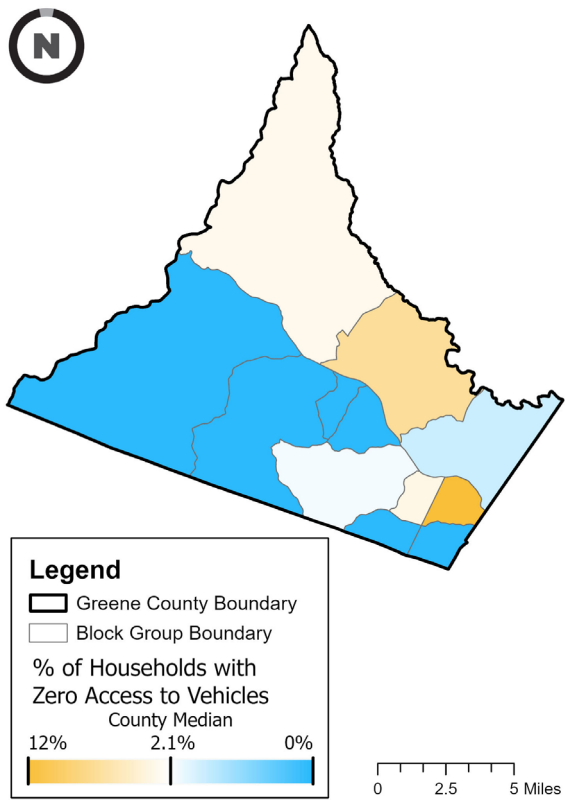 N
Legend
Greene County Boundary
Block Group Boundary
% of Households with
Zero Access to Vehicles
County Median
12% 2.1% 0%
0 2.5 5 Miles